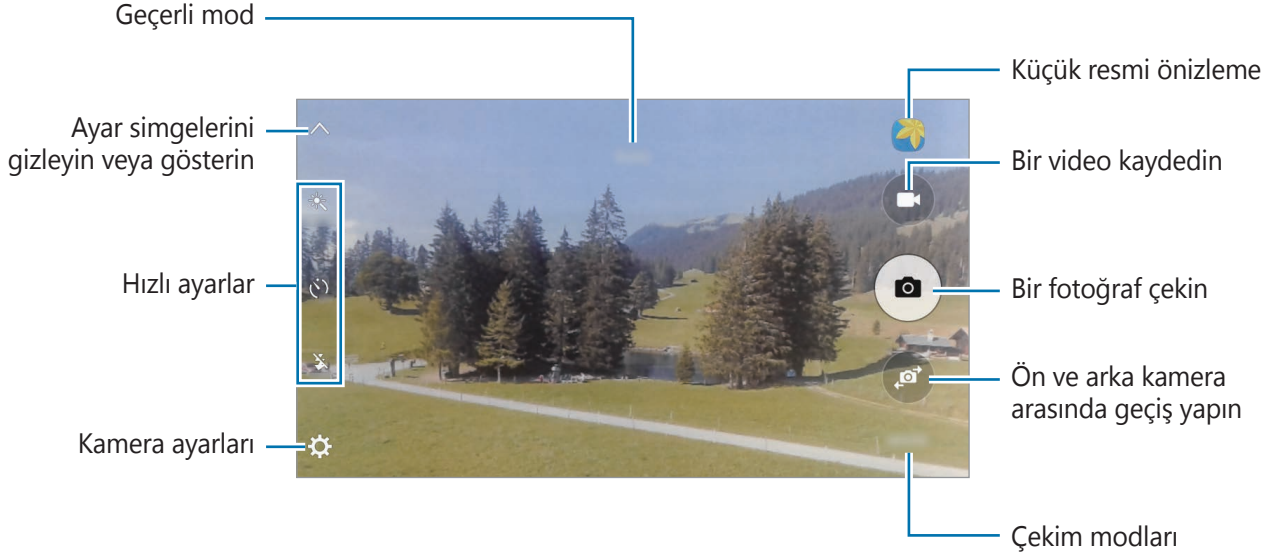 Geçerli mod
Küçük resmi önizleme
Ayar simgelerini
gizleyin veya gösterin
Bir video kaydedin
Hızlı ayarlar
Bir fotoğraf çekin
Ön ve arka kamera
arasında geçiş yapın
Kamera ayarları
Çekim modları